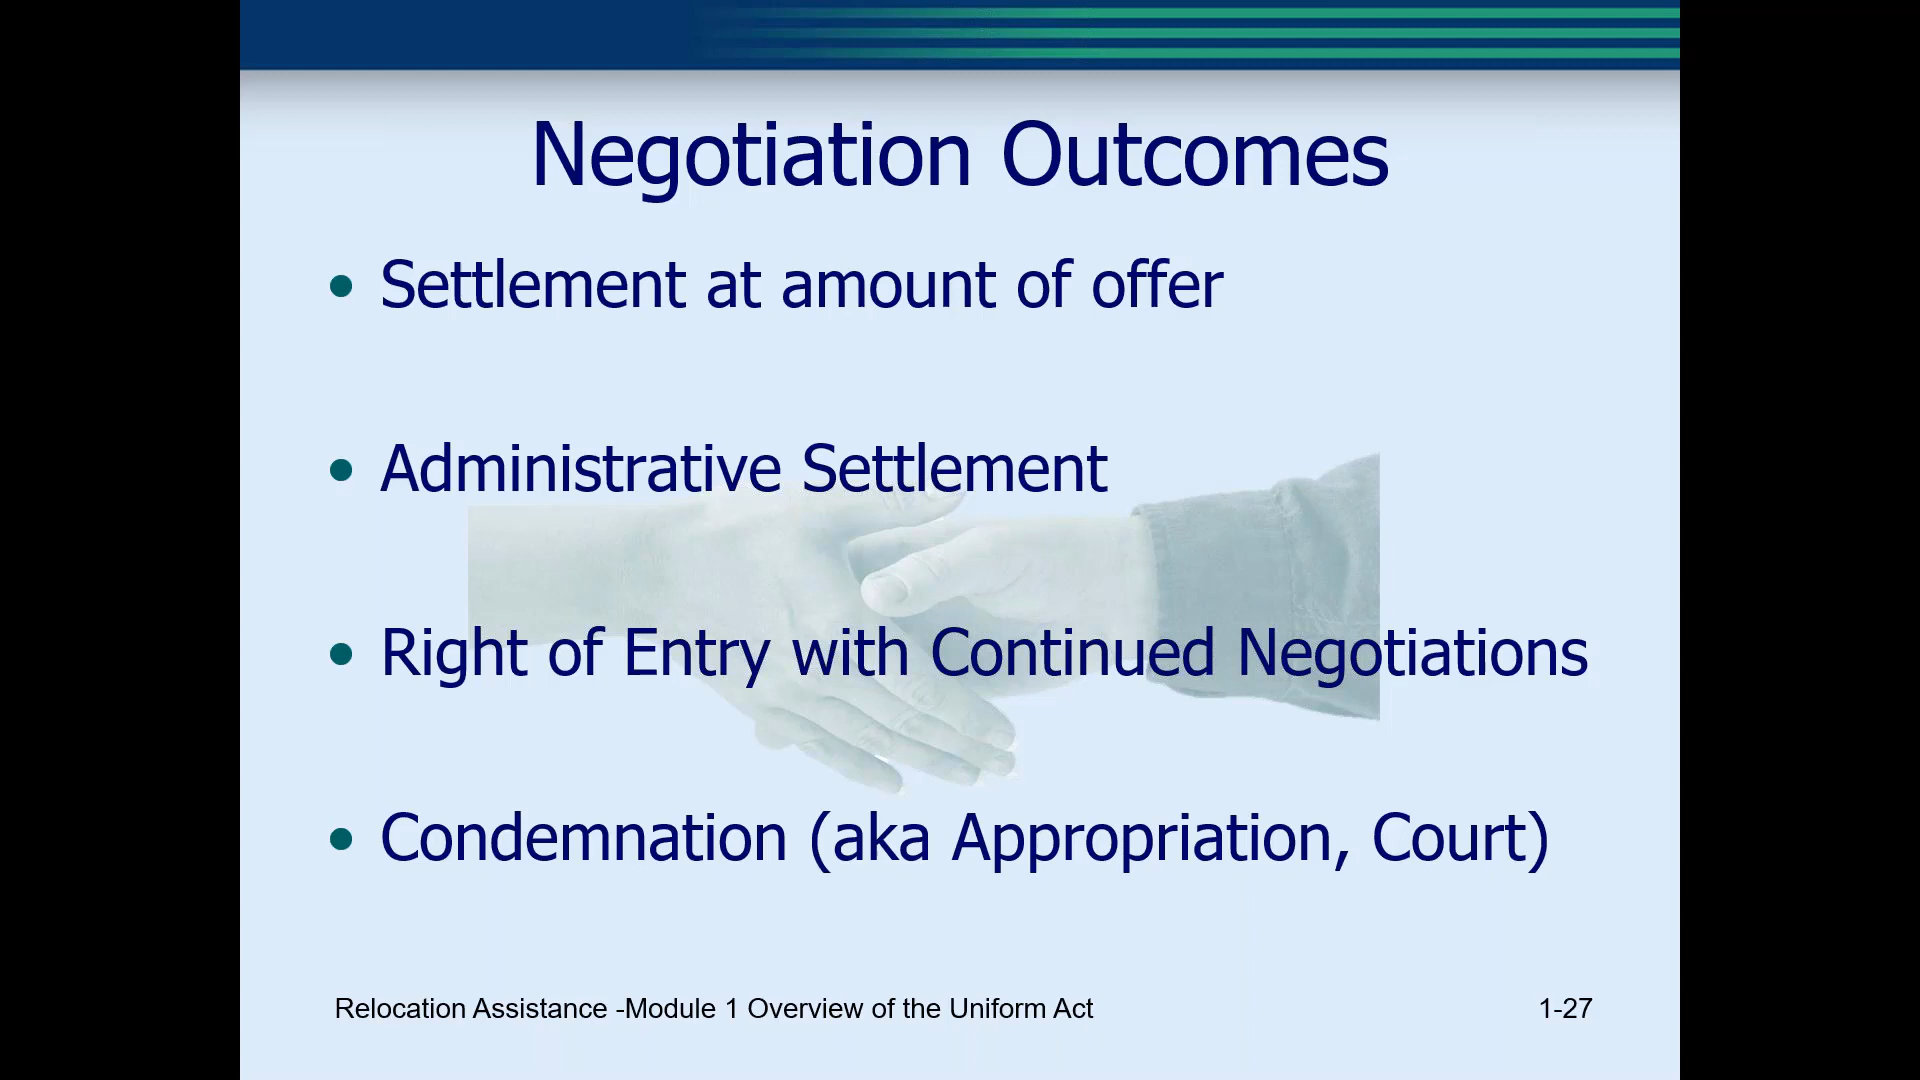 Negotiation Outcomes
• Settlement at amount of offer
• Administrative Settlement
• Right of Entry with Continued Negotiations
• Condemnation (aka Appropriation, Court)
Relocation Assistance -Module 1 Overview of the Uniform Act 1-27